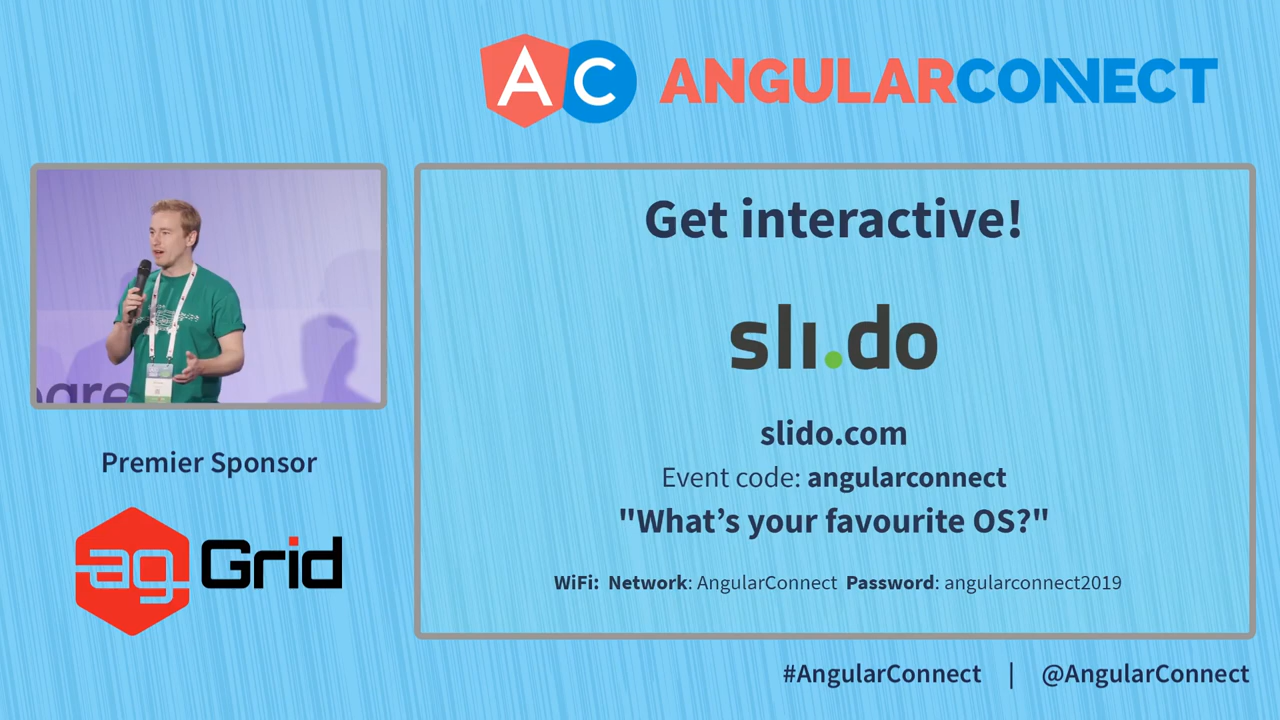 AC ANGULARCONNECT
Get interactive!
slı.do
slido.com
Event code: angularconnect
"What’s your favourite OS?"
WiFi: Network: AngularConnect Password: angularconnect2019
Premier Sponsor
ag Grid
#AngularConnect | @AngularConnect